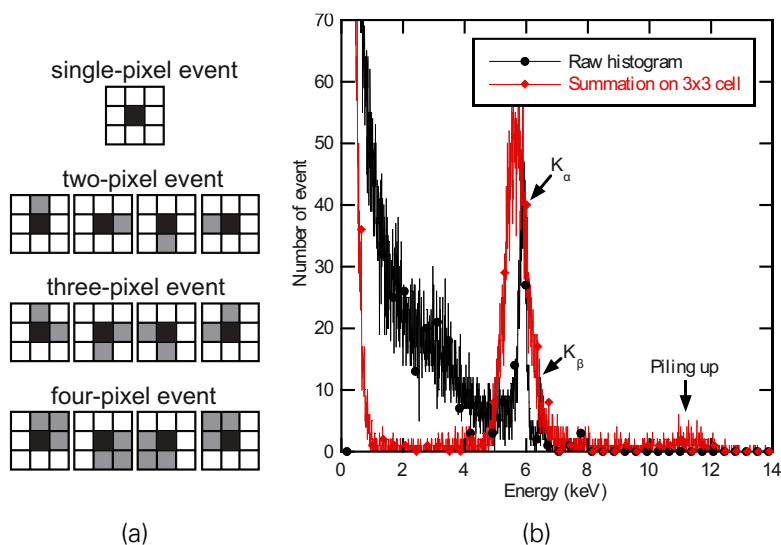 single-pixel event
two-pixel event
three-pixel event
four-pixel event
(a)
70
60
50
40
30
20
10
0
Number of event
Raw histogram
Summation on 3x3 cell
Kα
Kβ
Piling up
0 2 4 6 8 10 12 14
Energy (keV)
(b)